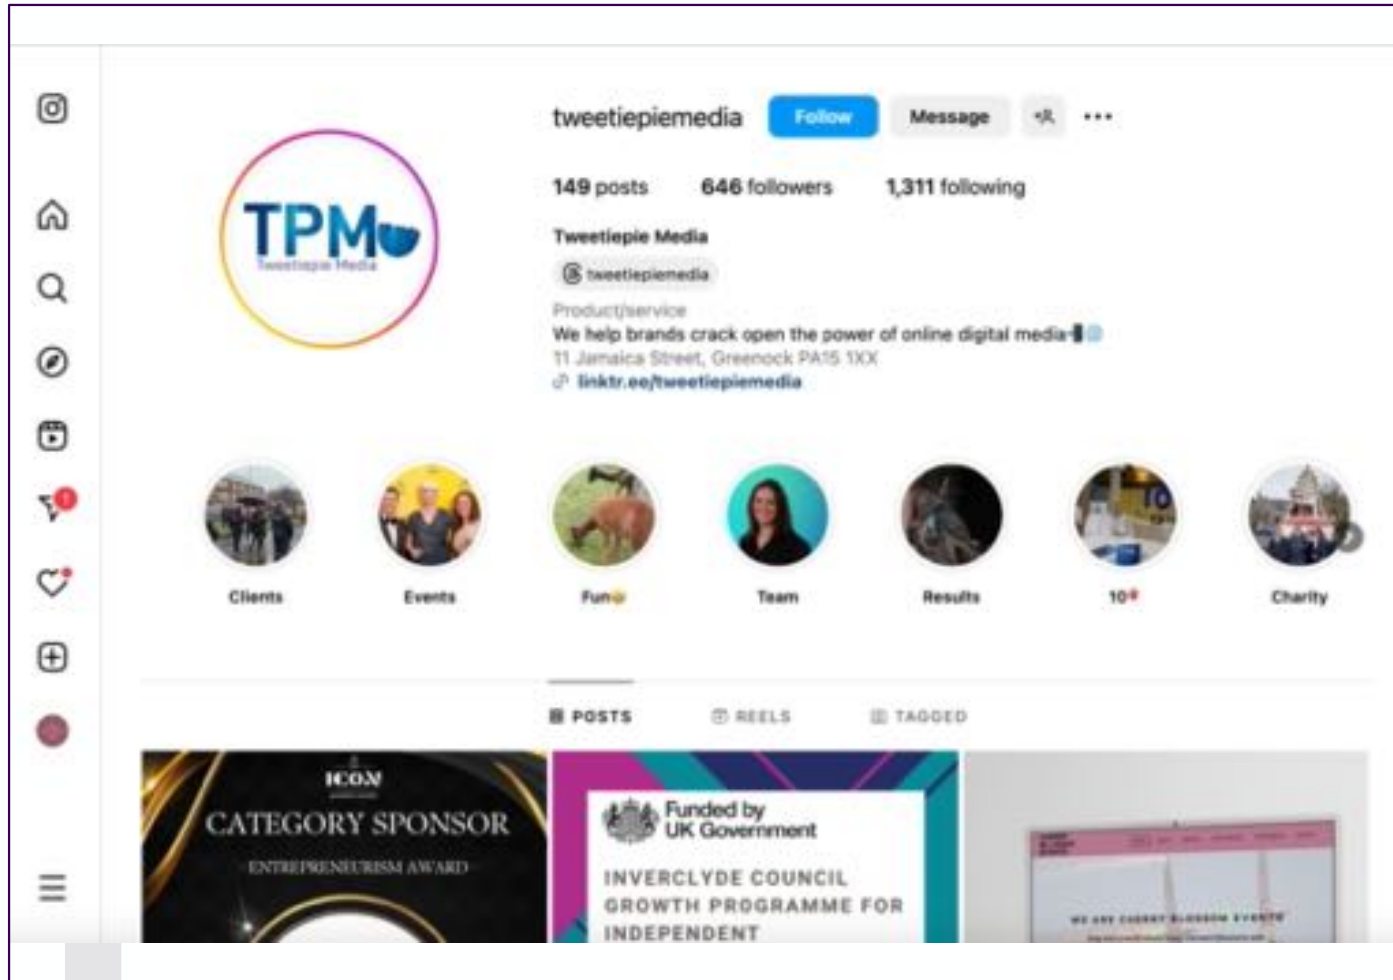 tweetiepiemedia Follow Message
149 posts 646 followers 1,311 following
TPM
Tweetiepie Media
Tweetiepie Media
tweetiepiemedia
Product/service
We help brands crack open the power of online digital media
11 Jamaica Street, Greenock PA15 1XX
linktr.ee/tweetiepiemedia
Clients Events Fun Team Results 10 Charity
POSTS REELS TAGGED
ICON
CATEGORY SPONSOR
ENTREPRENEURISM AWARD
Funded by
UK Government
INVERCLYDE COUNCIL
GROWTH PROGRAMME FOR
INDEPENDENT
WE ARE CHERRY BLOSSOM EVENTS